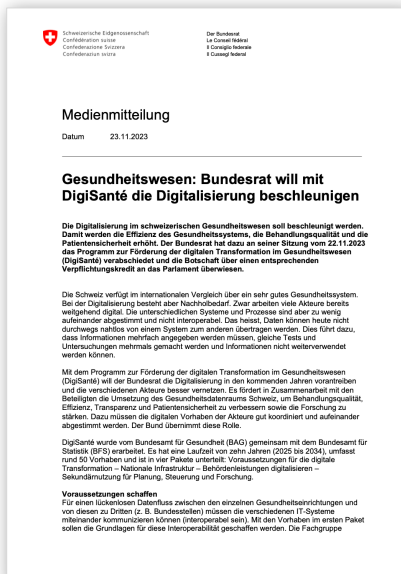 Schweizerische Eidgenossenschaft
Confédération suisse
Confederazione Svizzera
Confederaziun svizra
Der Bundesrat
Le Conseil fédéral
Il Consiglio federale
Il Cussegl federal
Medienmitteilung
Datum 23.11.2023
Gesundheitswesen: Bundesrat will mit
DigiSanté die Digitalisierung beschleunigen
Die Digitalisierung im schweizerischen Gesundheitswesen soll beschleunigt werden.
Damit werden die Effizienz des Gesundheitssystems, die Behandlungsqualität und die
Patientensicherheit erhöht. Der Bundesrat hat dazu an seiner Sitzung vom 22.11.2023
das Programm zur Förderung der digitalen Transformation im Gesundheitswesen
(DigiSanté) verabschiedet und die Botschaft über einen entsprechenden
Verpflichtungskredit an das Parlament überwiesen.
Die Schweiz verfügt im internationalen Vergleich über ein sehr gutes Gesundheitssystem.
Bei der Digitalisierung besteht aber Nachholbedarf. Zwar arbeiten viele Akteure bereits
weitgehend digital. Die unterschiedlichen Systeme und Prozesse sind aber zu wenig
aufeinander abgestimmt und nicht interoperabel. Das heisst, Daten können heute nicht
durchwegs nahtlos von einem System zum anderen übertragen werden. Dies führt dazu,
dass Informationen mehrfach angegeben werden müssen, gleiche Tests und
Untersuchungen mehrmals gemacht werden und Informationen nicht weiterverwendet
werden können.
Mit dem Programm zur Förderung der digitalen Transformation im Gesundheitswesen
(DigiSanté) will der Bundesrat die Digitalisierung in den kommenden Jahren vorantreiben
und die verschiedenen Akteure besser vernetzen. Es fördert in Zusammenarbeit mit den
Beteiligten die Umsetzung des Gesundheitsdatenraums Schweiz, um Behandlungsqualität,
Effizienz, Transparenz und Patientensicherheit zu verbessern sowie die Forschung zu
stärken. Dazu müssen die digitalen Vorhaben der Akteure gut koordiniert und aufeinander
abgestimmt werden. Der Bund übernimmt diese Rolle.
DigiSanté wurde vom Bundesamt für Gesundheit (BAG) gemeinsam mit dem Bundesamt für
Statistik (BFS) erarbeitet. Es hat eine Laufzeit von zehn Jahren (2025 bis 2034), umfasst
rund 50 Vorhaben und ist in vier Pakete unterteilt: Voraussetzungen für die digitale
Transformation – Nationale Infrastruktur – Behördenleistungen digitalisieren –
Sekundärnutzung für Planung, Steuerung und Forschung.
Voraussetzungen schaffen
Für einen lückenlosen Datenfluss zwischen den einzelnen Gesundheitseinrichtungen und
von diesen zu Dritten (z. B. Bundesstellen) müssen die verschiedenen IT-Systeme
miteinander kommunizieren können (interoperabel sein). Mit den Vorhaben im ersten Paket
sollen die Grundlagen für diese Interoperabilität geschaffen werden. Die Fachgruppe